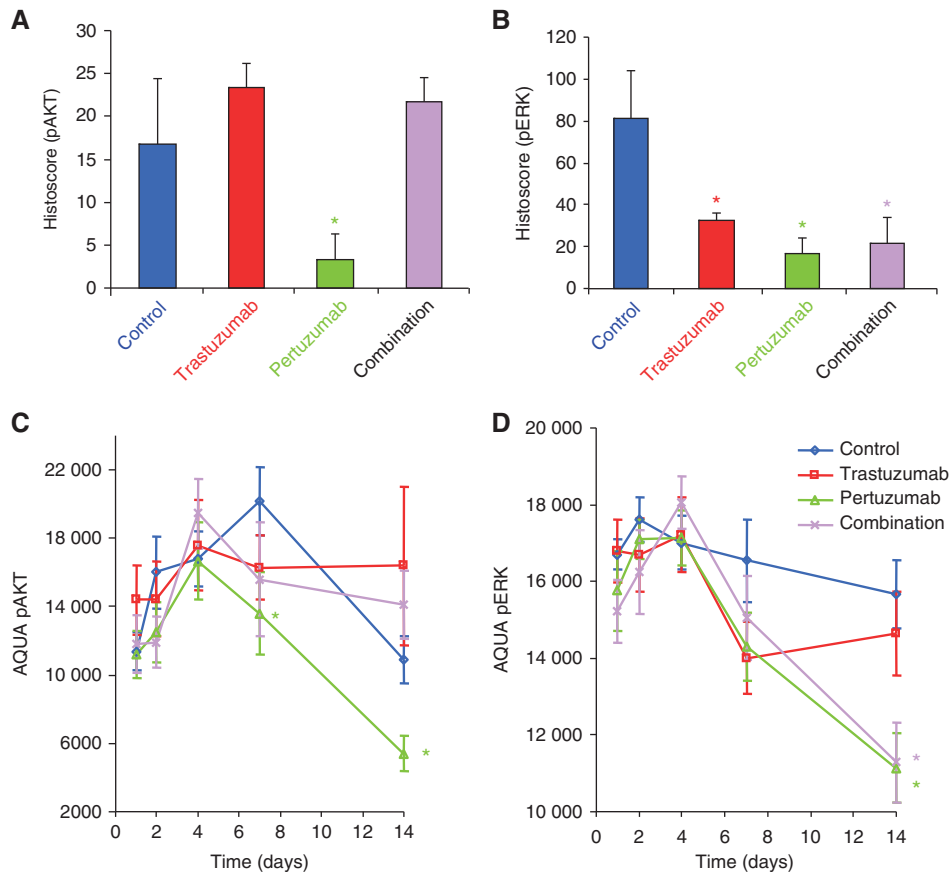 A
Histoscore (pAKT)
30
25
20
15
10
5
0
*
Control
Trastuzumab
Pertuzumab
Combination
B
Histoscore (pERK)
120
100
80
60
40
20
0
*
*
*
Control
Trastuzumab
Pertuzumab
Combination
C
AQUA pAKT
22 000
18 000
14 000
10 000
6000
2000
*
*
0 2 4 6 8 10 12 14
Time (days)
D
AQUA pERK
20 000
18 000
16 000
14 000
12 000
10 000
Control
Trastuzumab
Pertuzumab
Combination
*
*
0 2 4 6 8 10 12 14
Time (days)